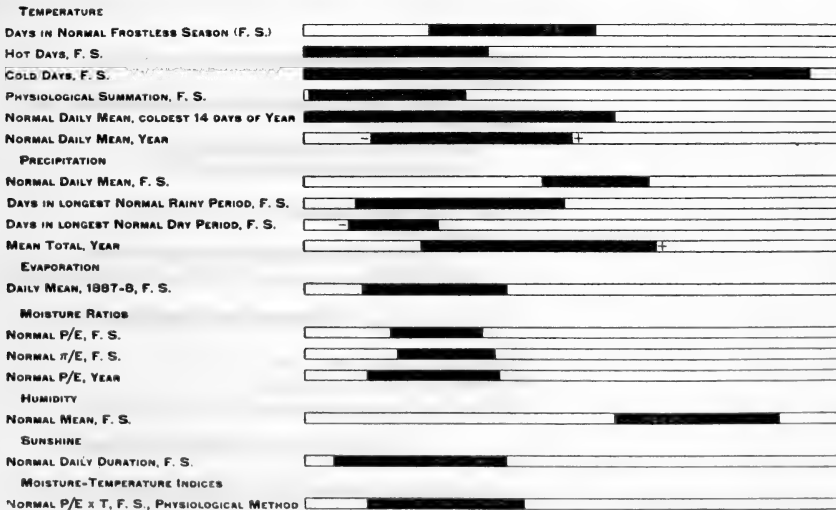 TEMPERATURE
DAYS IN NORMAL FROSTLESS SEASON (F. S.)
HOT DAYS, F. S.
COLD DAYS, F. S.
PHYSIOLOGICAL SUMMATION, F. S.
NORMAL DAILY MEAN, COLDEST 14 DAYS OF YEAR
NORMAL DAILY MEAN, YEAR - +
PRECIPITATION
NORMAL DAILY MEAN, F. S.
DAYS IN LONGEST NORMAL RAINY PERIOD, F. S.
DAYS IN LONGEST NORMAL DRY PERIOD, F. S. -
MEAN TOTAL, YEAR +
EVAPORATION
DAILY MEAN, 1887-8, F. S.
MOISTURE RATIOS
NORMAL P/E, F. S.
NORMAL π/E, F. S.
NORMAL P/E, YEAR
HUMIDITY
NORMAL MEAN, F. S.
SUNSHINE
NORMAL DAILY DURATION, F. S.
MOISTURE-TEMPERATURE INDICES
NORMAL P/E x T, F. S., PHYSIOLOGICAL METHOD